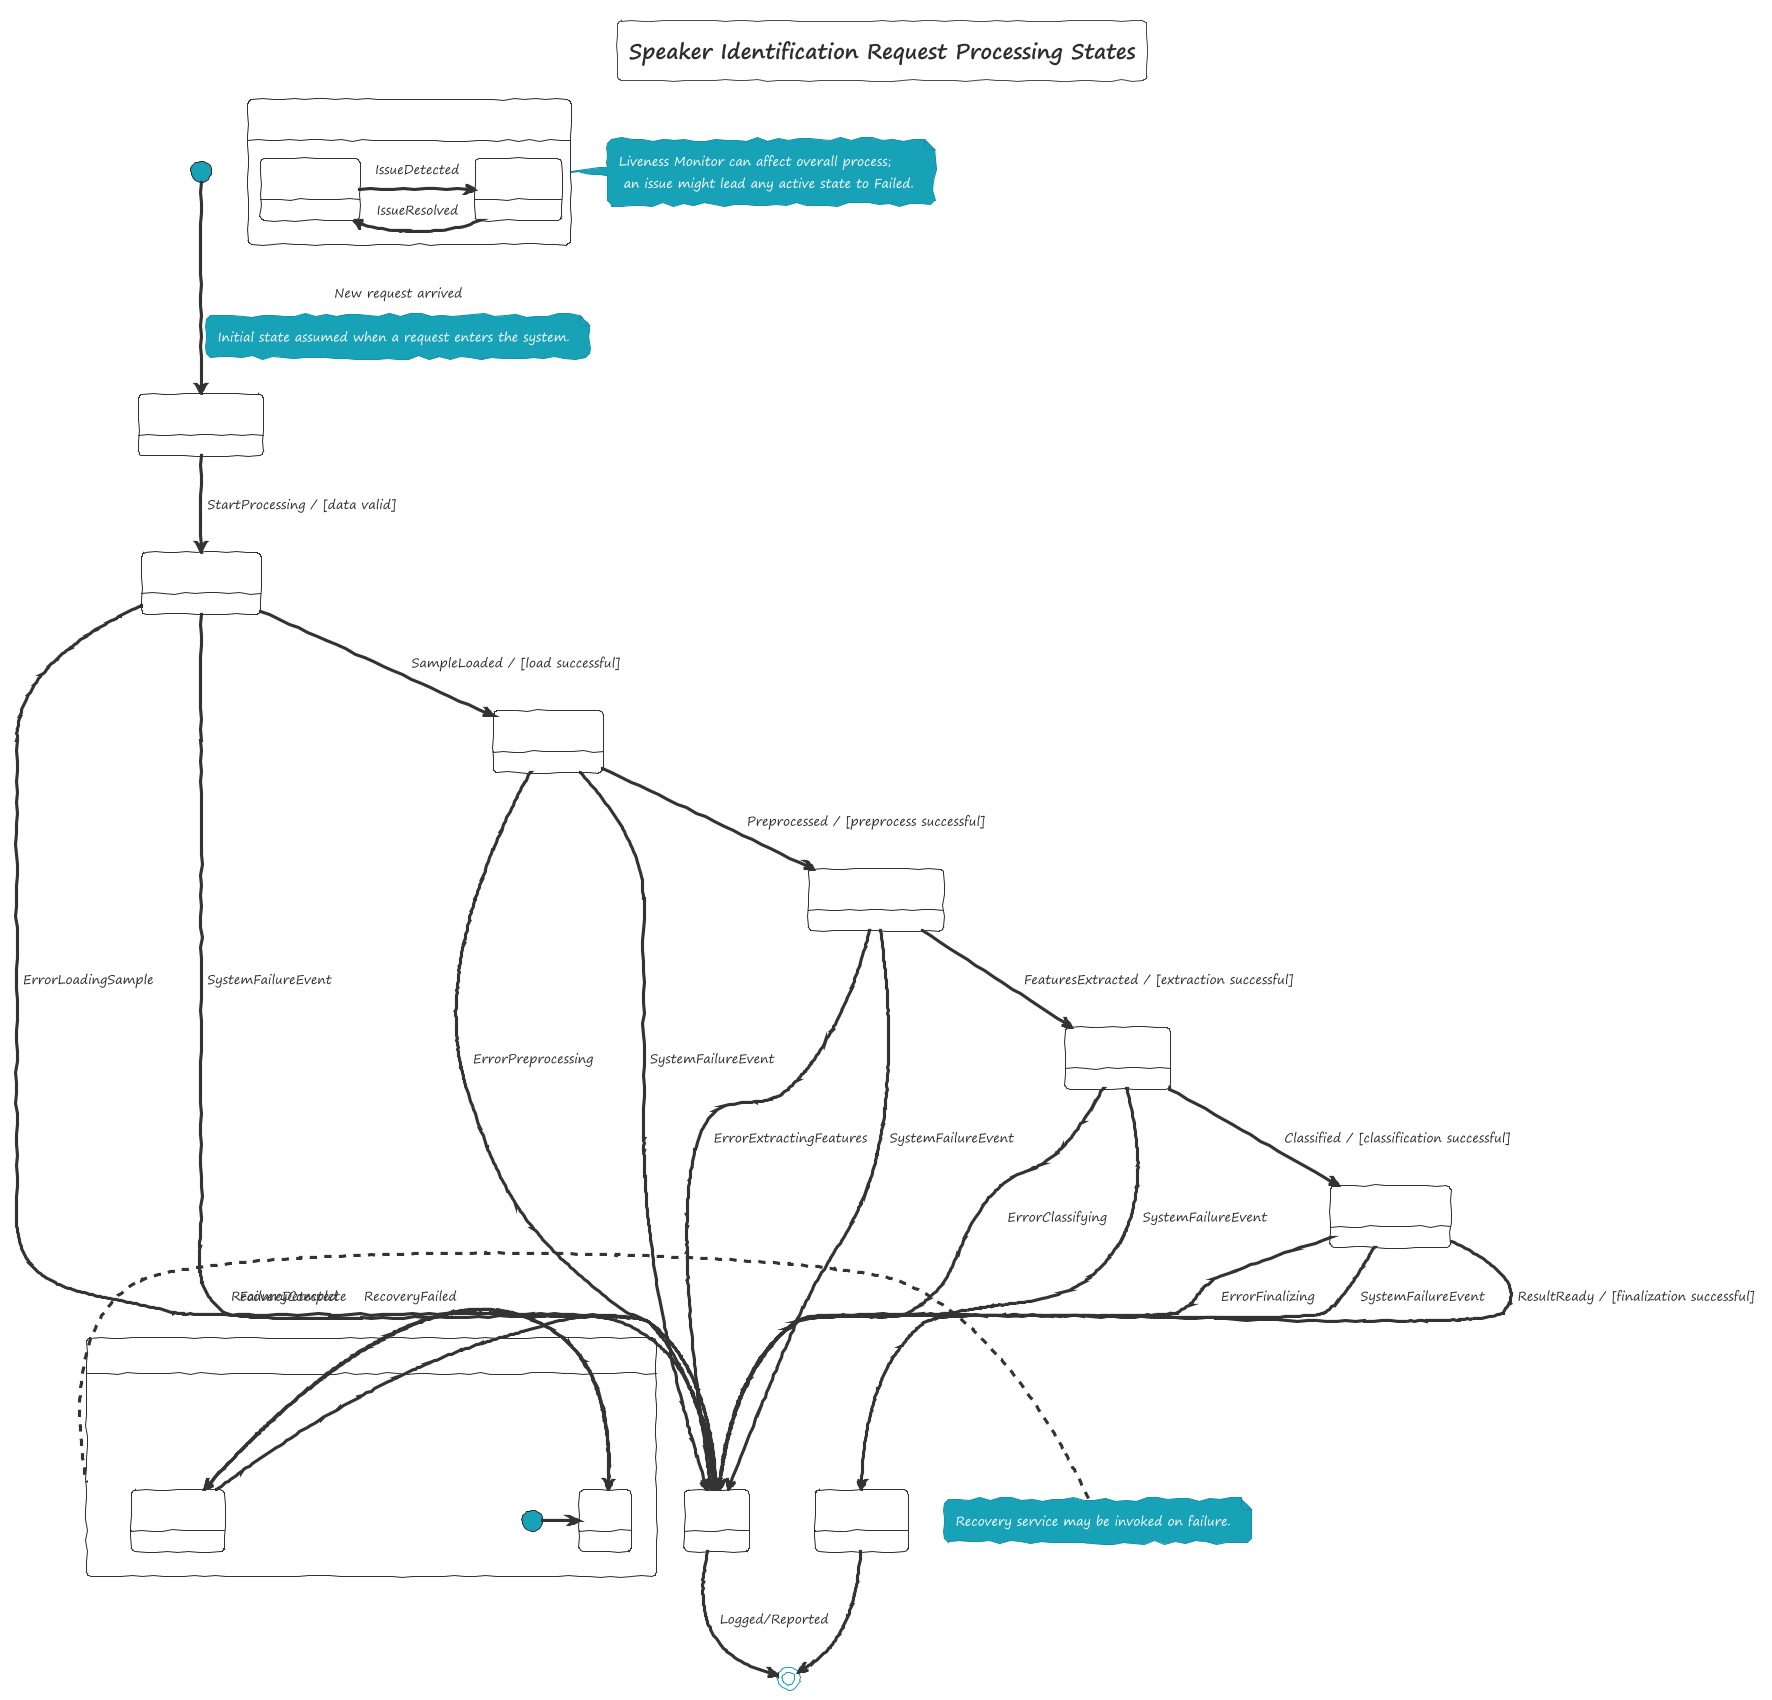 Speaker Identification Request Processing States
IssueDetected
IssueResolved
Liveness Monitor can affect overall process;
an issue might lead any active state to Failed.
New request arrived
Initial state assumed when a request enters the system.
StartProcessing / [data valid]
SampleLoaded / [load successful]
Preprocessed / [preprocess successful]
ErrorLoadingSample
SystemFailureEvent
FeaturesExtracted / [extraction successful]
ErrorPreprocessing
SystemFailureEvent
ErrorExtractingFeatures
SystemFailureEvent
Classified / [classification successful]
ErrorClassifying
SystemFailureEvent
RecoveryFailed
ErrorFinalizing
SystemFailureEvent
ResultReady / [finalization successful]
Recovery service may be invoked on failure.
Logged/Reported